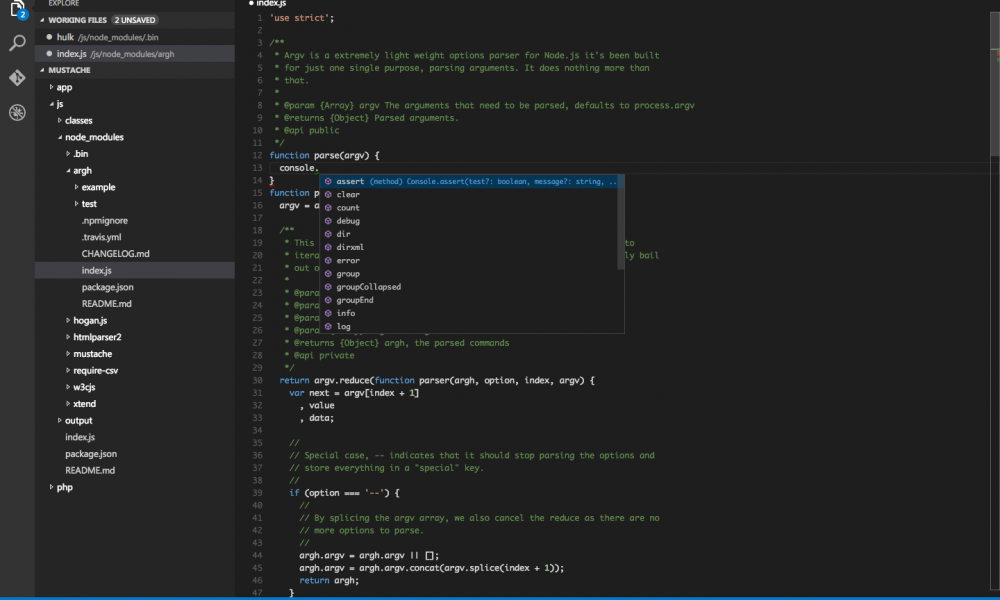 EXPLORE
2
WORKING FILES 2 UNSAVED
hulk /js/node_modules/.bin
index.js /js/node_modules/argh
MUSTACHE
app
js
classes
node_modules
.bin
argh
example
test
.npmignore
.travis.yml
CHANGELOG.md
index.js
package.json
README.md
hogan.js
htmlparser2
mustache
require-csv
w3cjs
xtend
output
index.js
package.json
README.md
php
index.js
1 'use strict';
2
3 /**
4 * Argv is a extremely light weight options parser for Node.js it's been built
5 * for just one single purpose, parsing arguments. It does nothing more than
6 * that.
7 *
8 * @param {Array} argv The arguments that need to be parsed, defaults to process.argv
9 * @returns {Object} Parsed arguments.
10 * @api public
11 */
12 function parse(argv) {
13 console.
14 }
assert (method) Console.assert(test?: boolean, message?: string, ..
15 function p
clear
16 argv = a
count
17
debug
18 /**
dir
19 * This to
dirxml
20 * itera ly bail
error
21 * out o
group
22 *
groupCollapsed
23 * @para
groupEnd
24 * @para
info
25 * @para
log
26 * @para
27 * @returns {Object} argh, the parsed commands
28 * @api private
29 */
30 return argv.reduce(function parser(argh, option, index, argv) {
31 var next = argv[index + 1]
32 , value
33 , data;
34
35 //
36 // Special case, -- indicates that it should stop parsing the options and
37 // store everything in a "special" key.
38 //
39 if (option === '--') {
40 //
41 // By splicing the argv array, we also cancel the reduce as there are no
42 // more options to parse.
43 //
44 argh.argv = argh.argv || [];
45 argh.argv = argh.argv.concat(argv.splice(index + 1));
46 return argh;
47 }